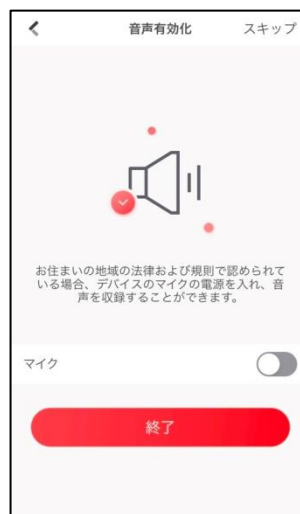 音声有効化 スキップ
お住まいの地域の法律および規則で認められて
いる場合、デバイスのマイクの電源を入れ、音
声を収録することができます。
マイク
終了